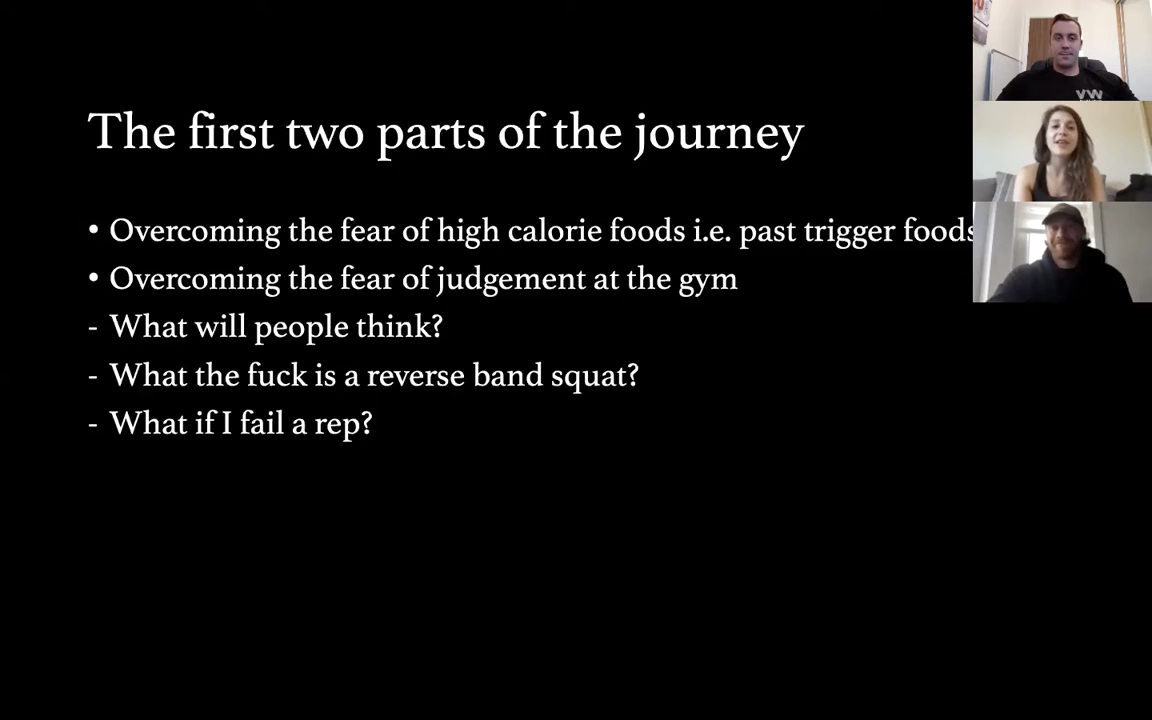 The first two parts of the journey
• Overcoming the fear of high calorie foods i.e. past trigger foods
• Overcoming the fear of judgement at the gym
- What will people think?
- What the fuck is a reverse band squat?
- What if I fail a rep?
VW